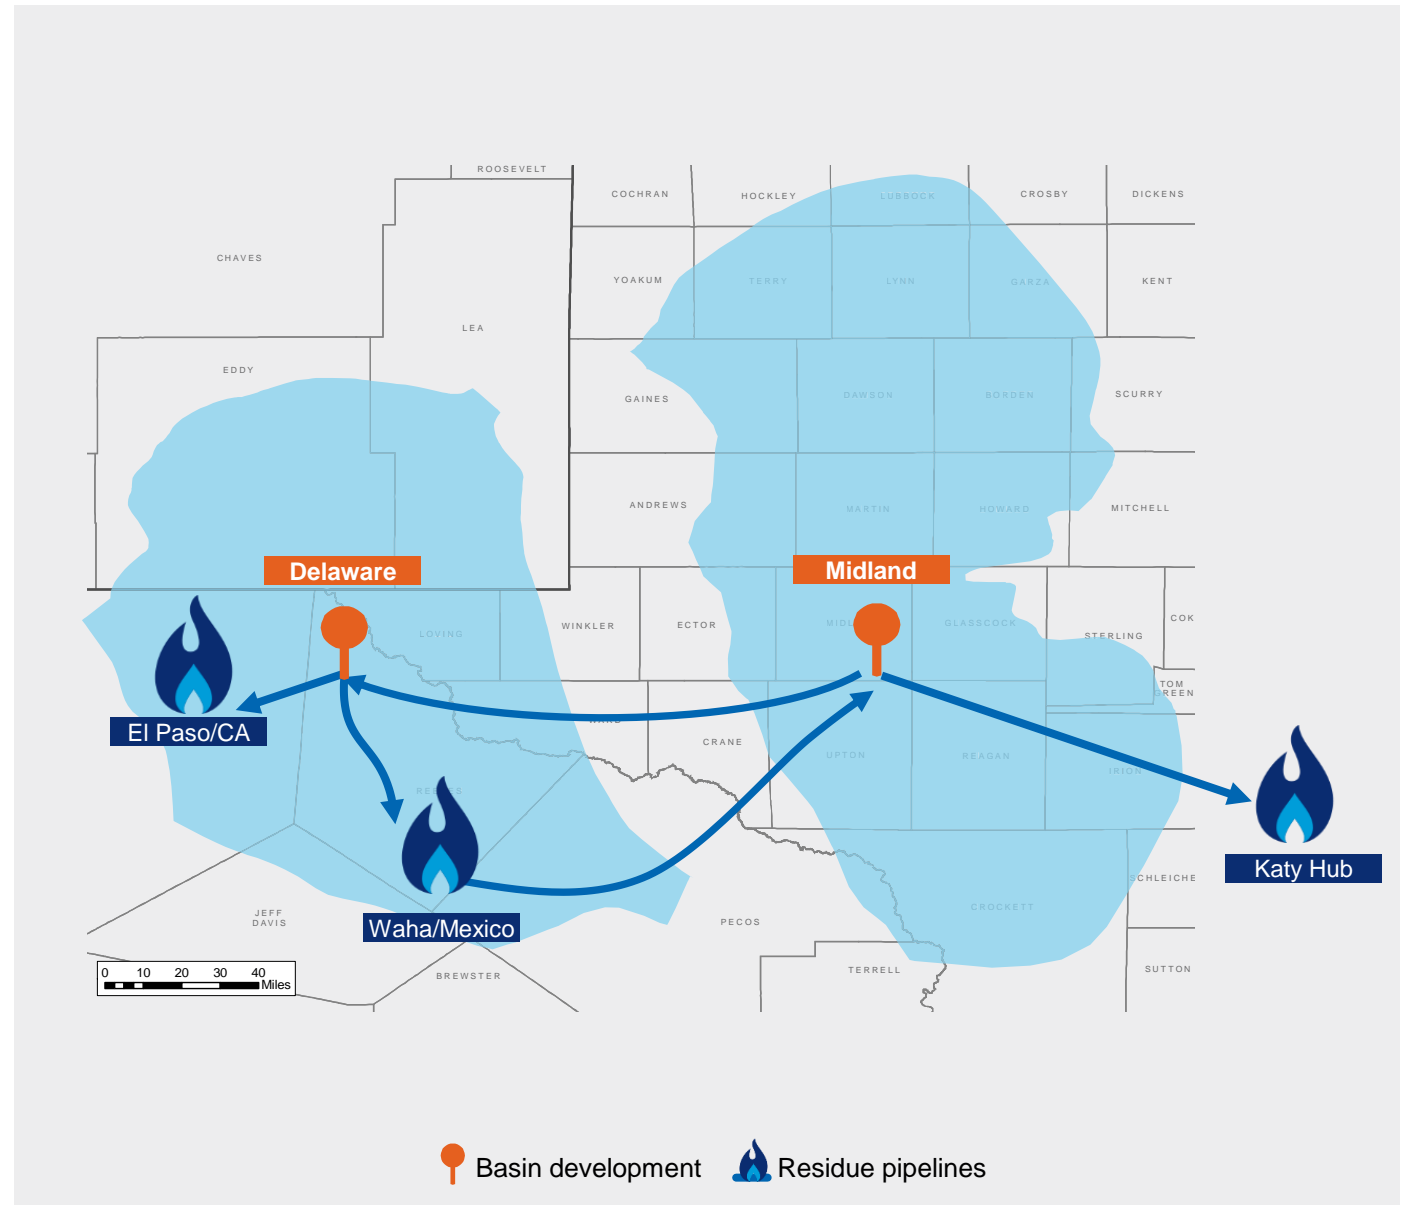 ROOSEVELT
COCHRAN
HOCKLEY
LUBBOCK
CROSBY
DICKENS
CHAVES
YOAKUM
TERRY
LYNN
GARZA
KENT
LEA
EDDY
GAINES
DAWSON
BORDEN
SCURRY
ANDREWS
MARTIN
HOWARD
MITCHELL
Delaware
Midland
LOVING
WINKLER
ECTOR
GLASSCOCK
STERLING
COK
TOM
GREEN
El Paso/CA
CRANE
UPTON
REAGAN
IRION
Katy Hub
SCHLEICHE
JEFF
DAVIS
Waha/Mexico
PECOS
CROCKETT
BREWSTER
TERRELL
SUTTON
0 10 20 30 40
Miles
Basin development
Residue pipelines